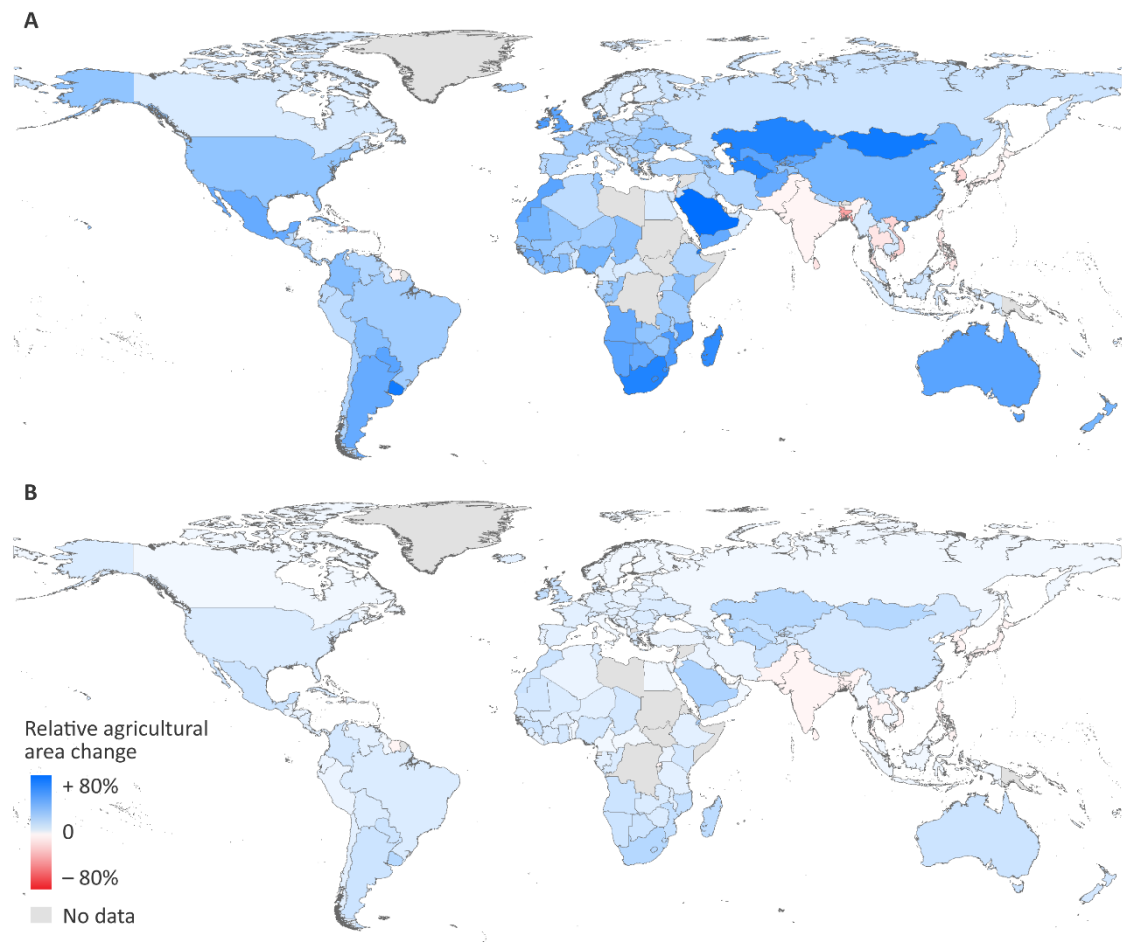 A
B
Relative agricultural
area change
+ 80%
0
– 80%
No data